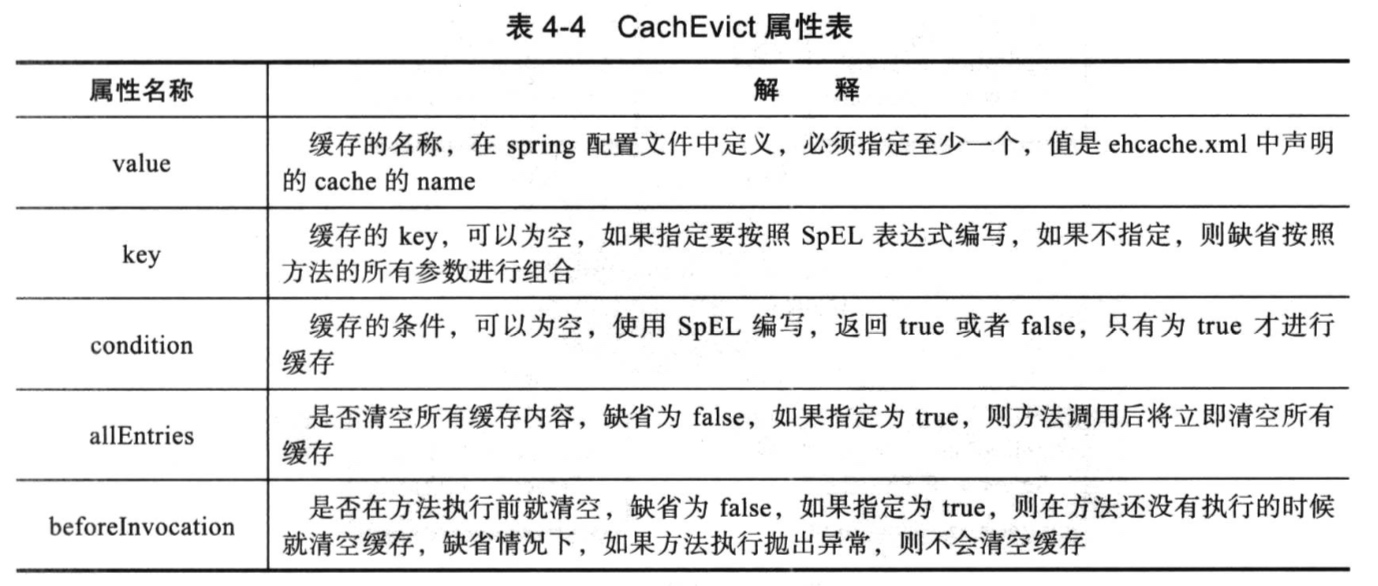 表 4-4 CachEvict 属性表
属性名称
解 释
value
缓存的名称，在 spring 配置文件中定义，必须指定至少一个，值是 ehcache.xml 中声明
的 cache 的 name
key
缓存的 key，可以为空，如果指定要按照 SpEL 表达式编写，如果不指定，则缺省按照
方法的所有参数进行组合
condition
缓存的条件，可以为空，使用 SpEL 编写，返回 true 或者 false，只有为 true 才进行
缓存
allEntries
是否清空所有缓存内容，缺省为 false，如果指定为 true，则方法调用后将立即清空所有
缓存
beforeInvocation
是否在方法执行前就清空，缺省为 false，如果指定为 true，则在方法还没有执行的时候
就清空缓存，缺省情况下，如果方法执行抛出异常，则不会清空缓存